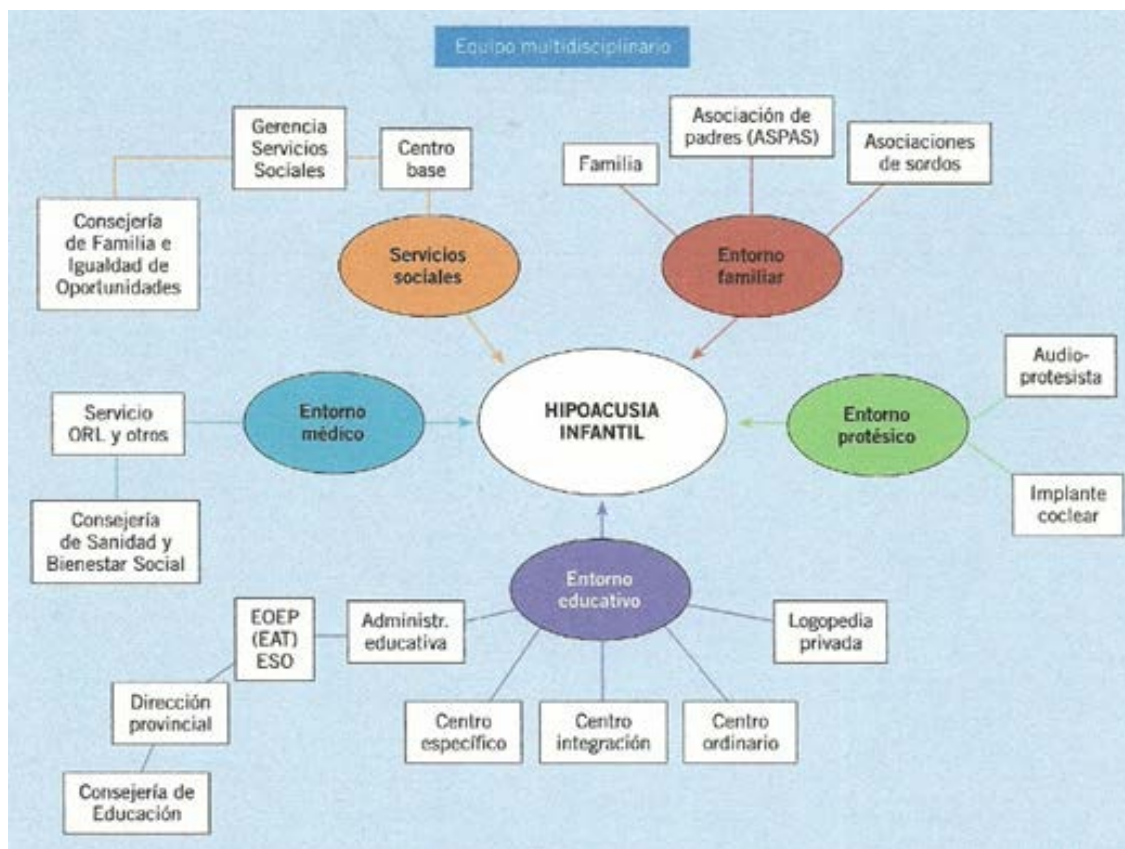 Equipo multidisciplinario
Gerencia
Servicios
Sociales
Centro
base
Consejería
de Familia e
Igualdad de
Oportunidades
Servicios
sociales
Familia
Asociación de
padres (ASPAS)
Asociaciones
de sordos
Entorno
familiar
Servicio
ORL y otros
Entorno
médico
HIPOACUSIA
INFANTIL
Entorno
protésico
Audio-
protesista
Implante
coclear
Consejería
de Sanidad y
Bienestar Social
Entorno
educativo
EOEP
(EAT)
ESO
Administr.
educativa
Logopedia
privada
Dirección
provincial
Centro
específico
Centro
integración
Centro
ordinario
Consejería de
Educación